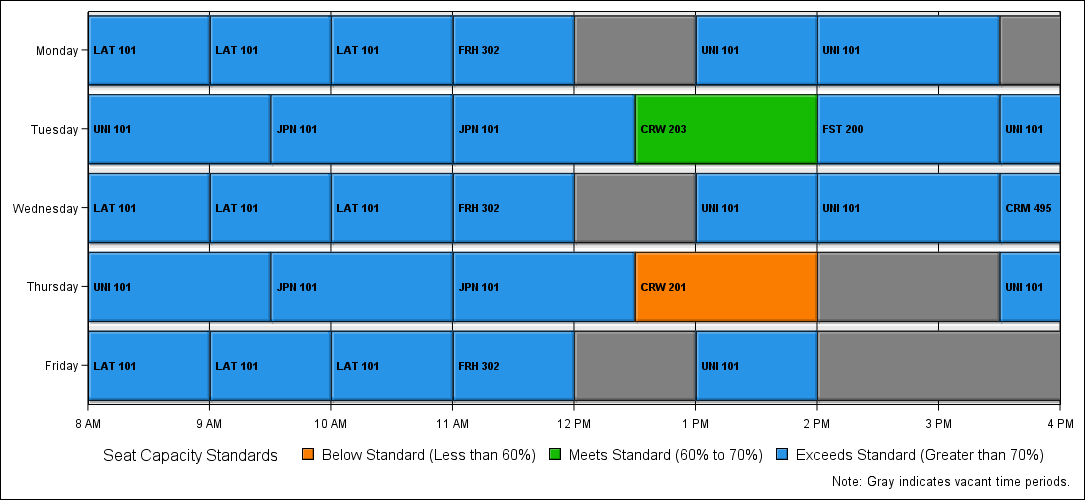 Monday LAT 101 LAT 101 LAT 101 FRH 302 UNI 101 UNI 101
Tuesday UNI 101 JPN 101 JPN 101 CRW 203 FST 200 UNI 101
Wednesday LAT 101 LAT 101 LAT 101 FRH 302 UNI 101 UNI 101 CRM 495
Thursday UNI 101 JPN 101 JPN 101 CRW 201 UNI 101
Friday LAT 101 LAT 101 LAT 101 FRH 302 UNI 101
8 AM 9 AM 10 AM 11 AM 12 PM 1 PM 2 PM 3 PM 4 PM
Seat Capacity Standards Below Standard (Less than 60%) Meets Standard (60% to 70%) Exceeds Standard (Greater than 70%)
Note: Gray indicates vacant time periods.